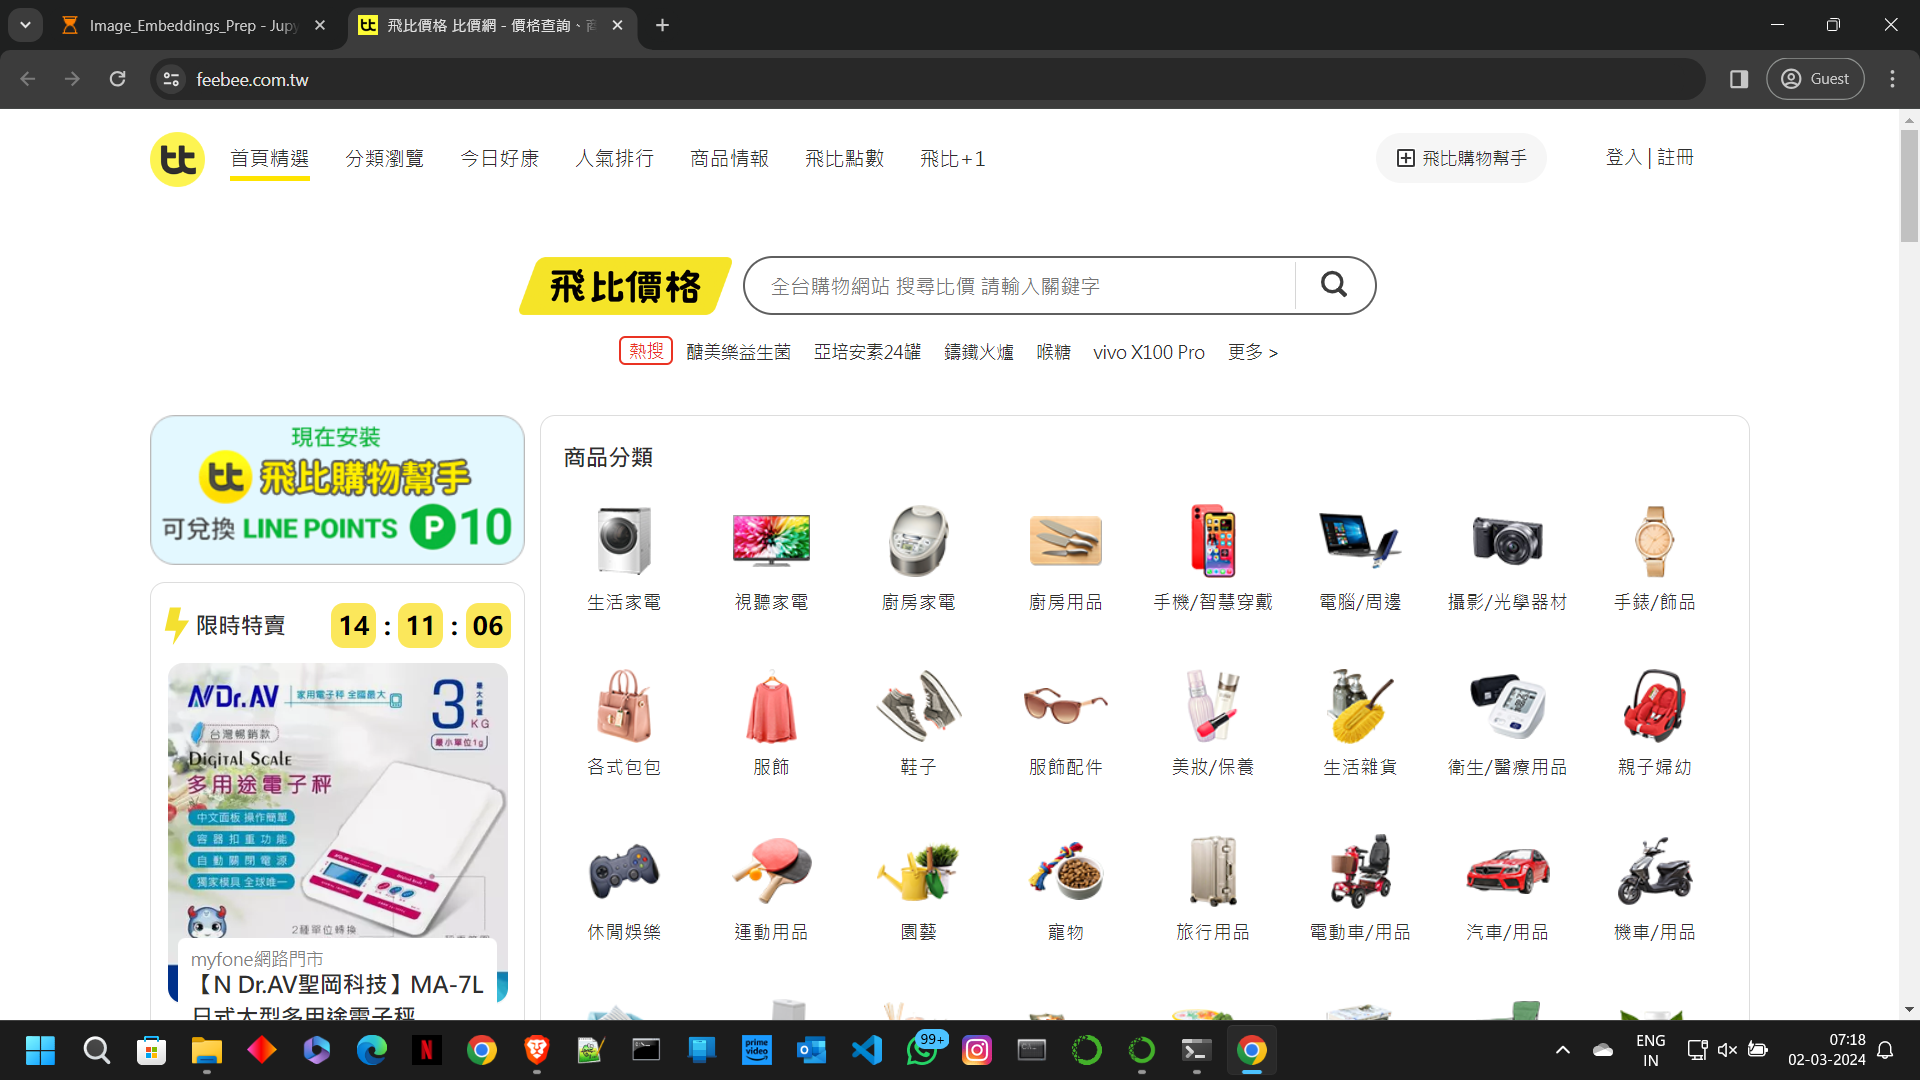 Image_Embeddings_Prep - Jupy
飛比價格 比價網 - 價格查詢、商
feebee.com.tw
Guest
首頁精選
分類瀏覽
今日好康
人氣排行
商品情報
飛比點數
飛比+1
飛比購物幫手
登入 | 註冊
飛比價格
全台購物網站 搜尋比價 請輸入關鍵字
熱搜
醣美樂益生菌
亞培安素24罐
鑄鐵火爐
喉糖
vivo X100 Pro
更多 >
現在安裝
飛比購物幫手
可兌換 LINE POINTS P 10
限時特賣
14 : 11 : 06
N Dr.AV
家用電子秤 全國最大
3 KG
最大秤重
最小單位1g
台灣暢銷款
Digital Scale
多用途電子秤
中文面板 操作簡單
容器扣重功能
自動關閉電源
獨家模具 全球唯一
2種單位轉換
myfone網路門市
【N Dr.AV聖岡科技】MA-7L
日式大型多用途電子秤
商品分類
生活家電
視聽家電
廚房家電
廚房用品
手機/智慧穿戴
電腦/周邊
攝影/光學器材
手錶/飾品
各式包包
服飾
鞋子
服飾配件
美妝/保養
生活雜貨
衛生/醫療用品
親子婦幼
休閒娛樂
運動用品
園藝
寵物
旅行用品
電動車/用品
汽車/用品
機車/用品
prime video
99+
ENG
IN
07:18
02-03-2024